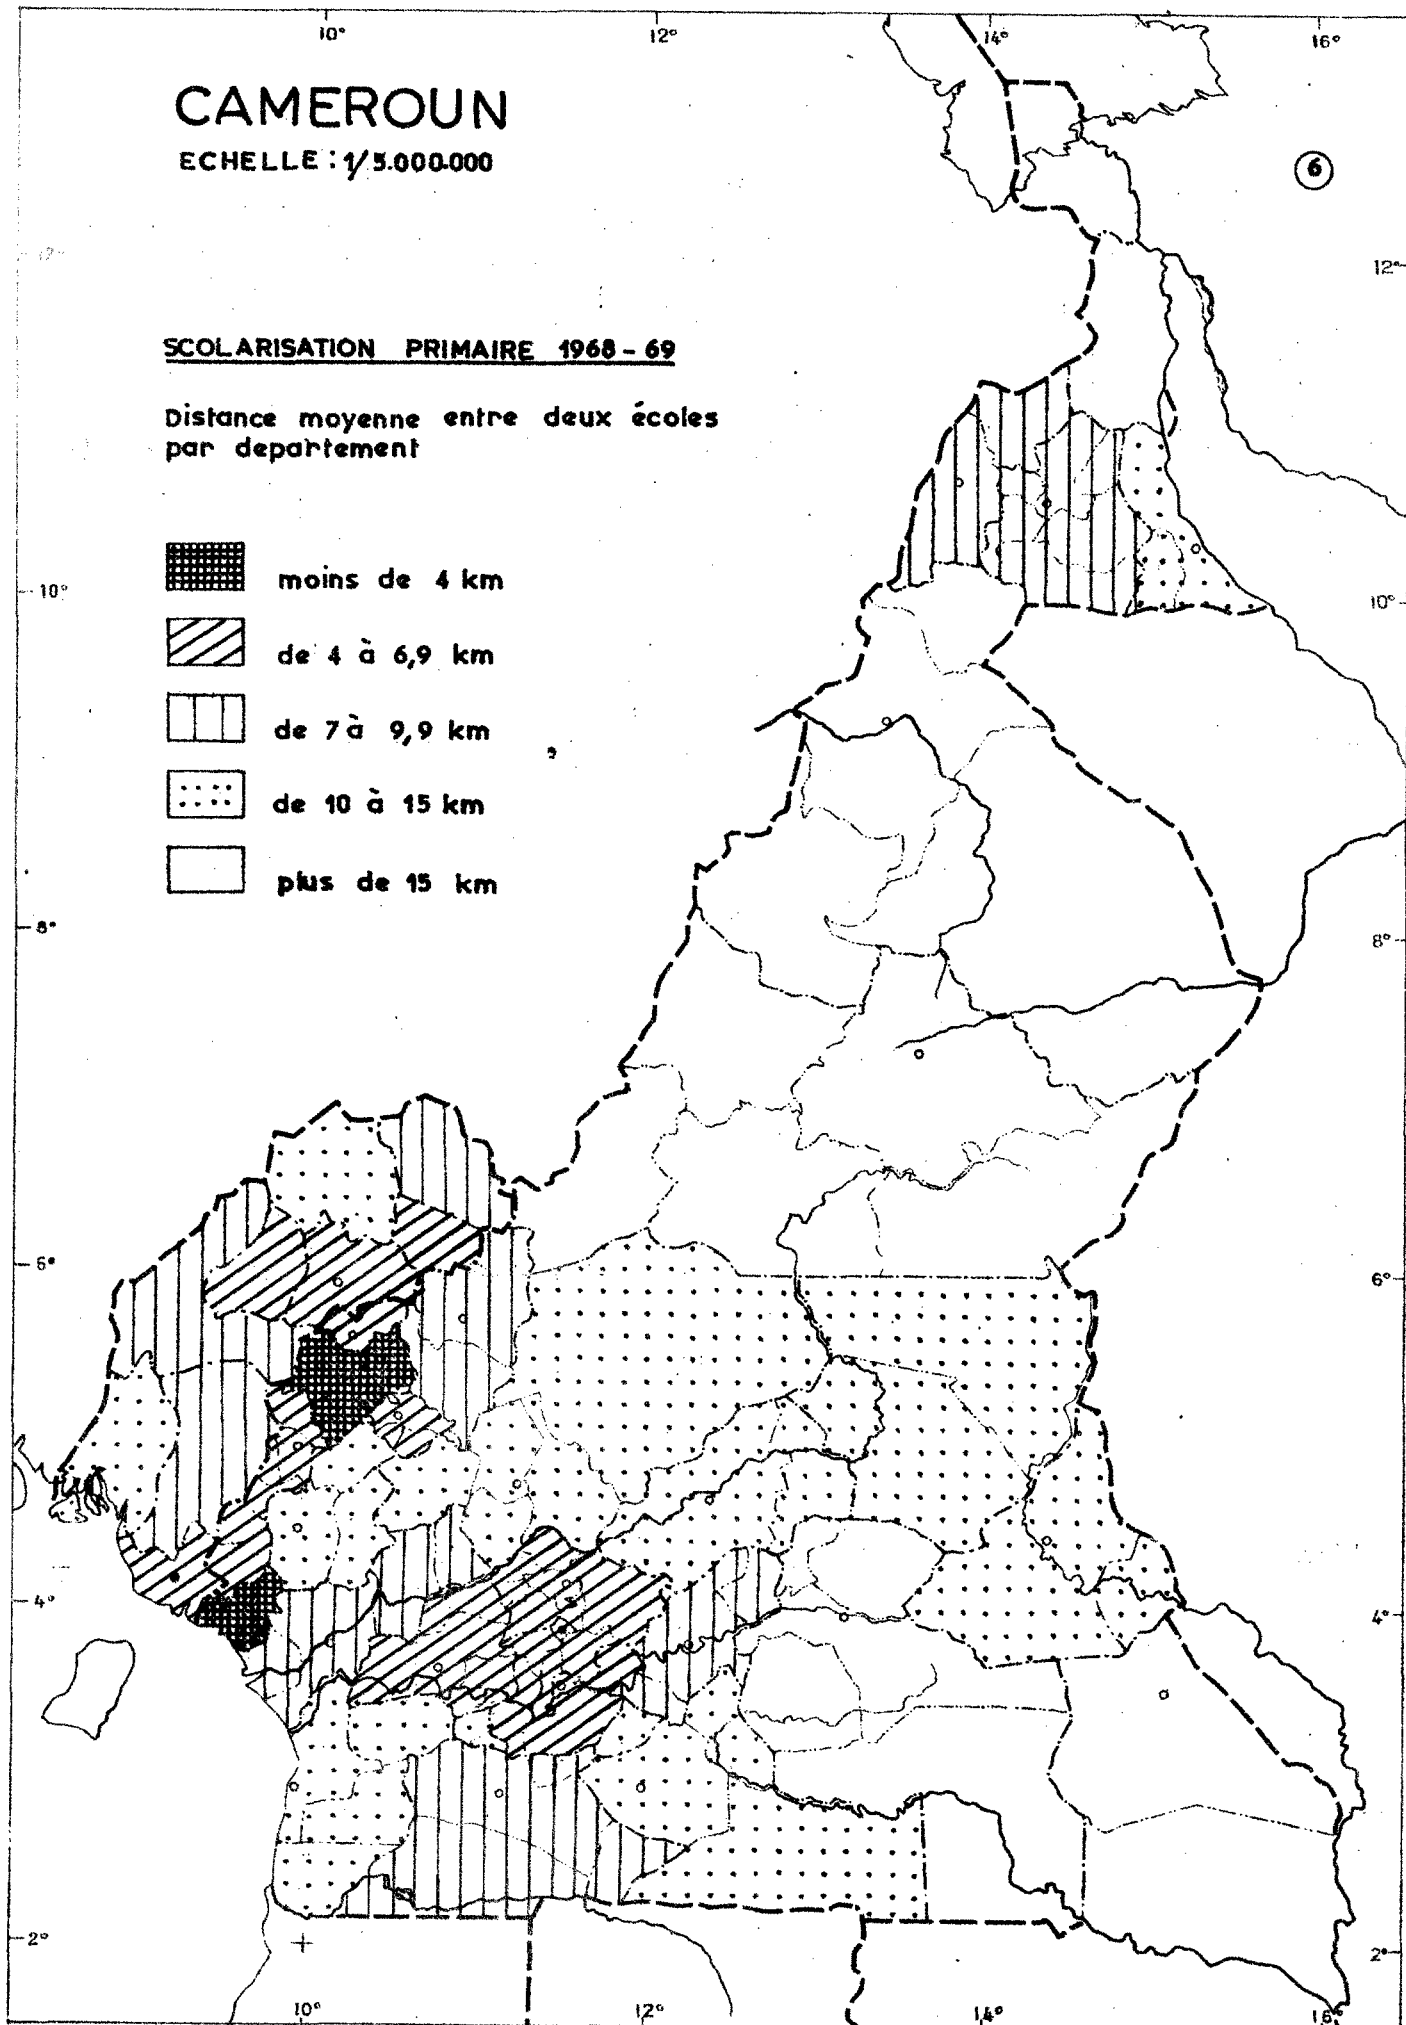 10° 12° 14° 16°
CAMEROUN
ECHELLE : 1/5.000.000
6
12° 12°
SCOLARISATION PRIMAIRE 1968-69
Distance moyenne entre deux écoles
par departement
moins de 4 km
10° 10°
de 4 à 6,9 km
de 7 à 9,9 km
de 10 à 15 km
plus de 15 km
8° 8°
6° 6°
4° 4°
2° 2°
10° 12° 14° 16°